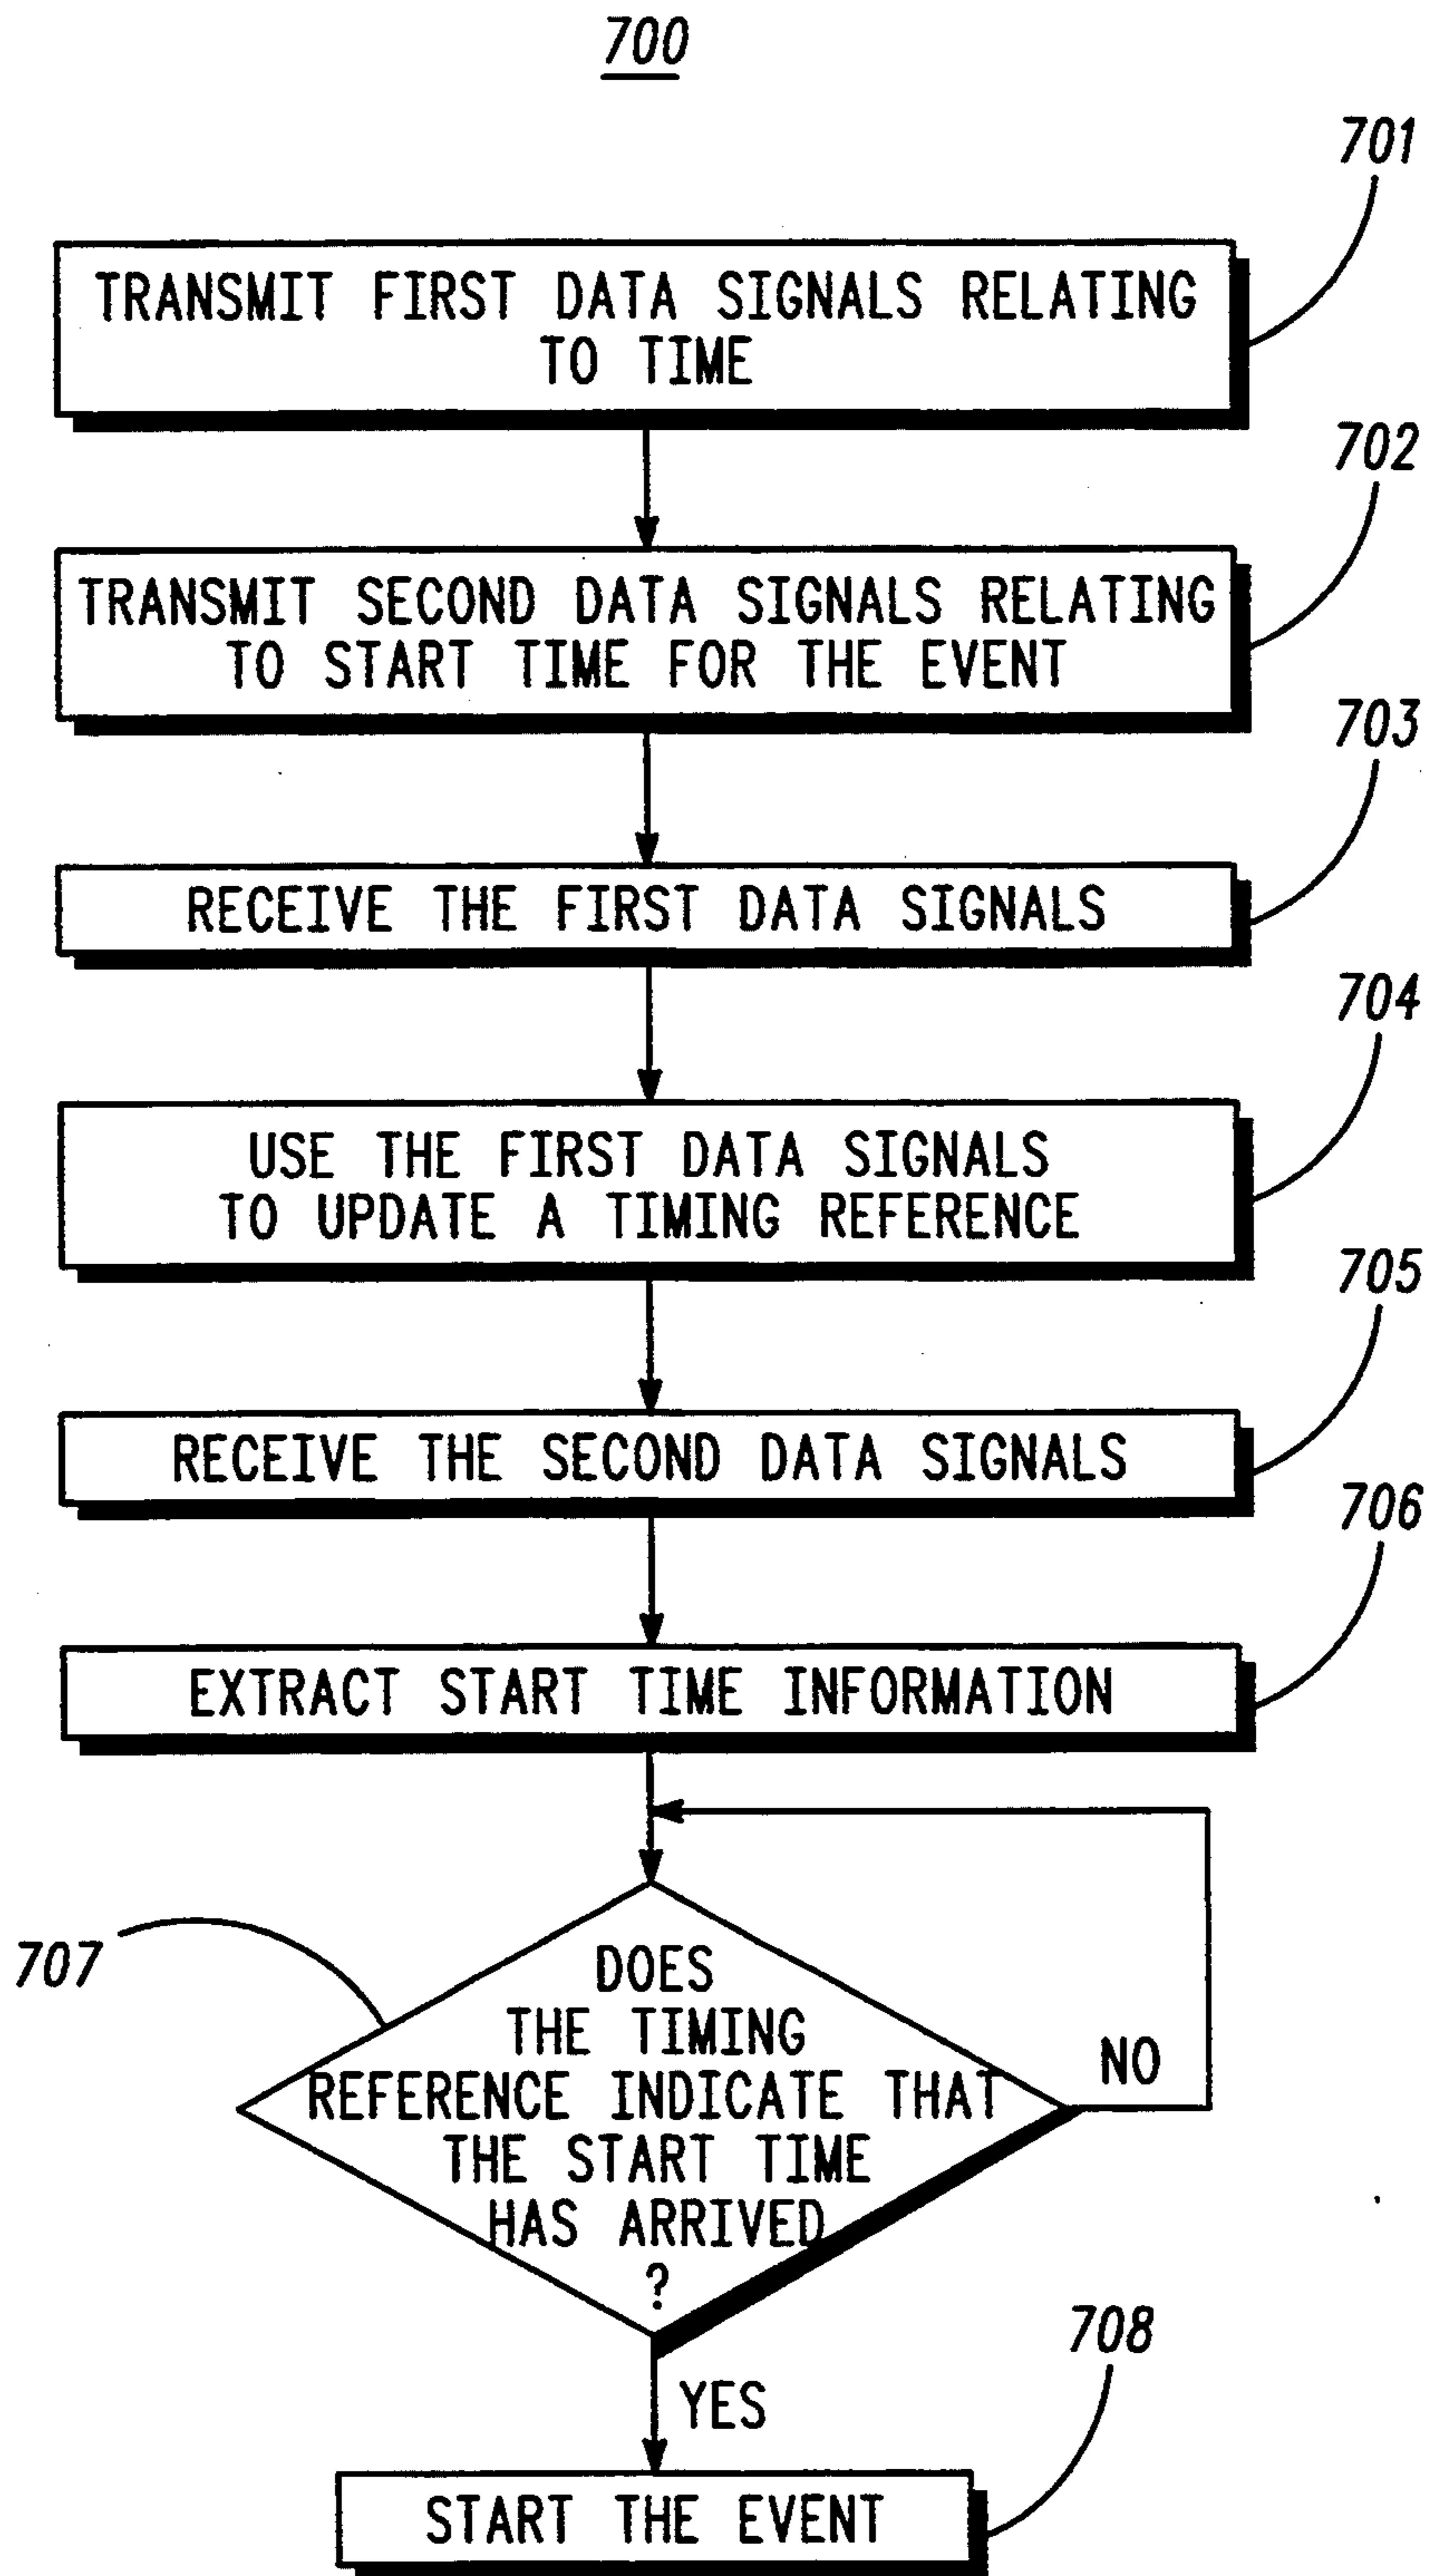 700
701
TRANSMIT FIRST DATA SIGNALS RELATING
TO TIME
702
TRANSMIT SECOND DATA SIGNALS RELATING
TO START TIME FOR THE EVENT
703
RECEIVE THE FIRST DATA SIGNALS
704
USE THE FIRST DATA SIGNALS
TO UPDATE A TIMING REFERENCE
705
RECEIVE THE SECOND DATA SIGNALS
706
EXTRACT START TIME INFORMATION
707
DOES
THE TIMING
REFERENCE INDICATE THAT
THE START TIME
HAS ARRIVED
?
NO
YES
708
START THE EVENT